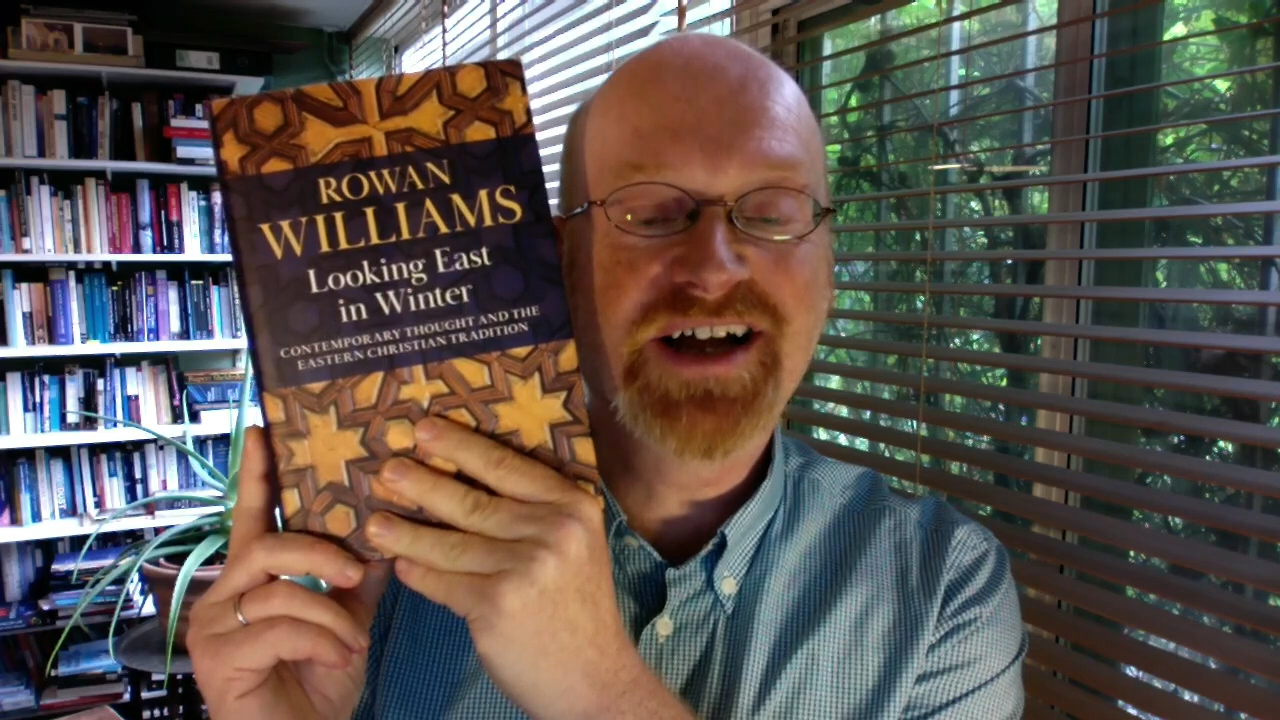 ROWAN
WILLIAMS
Looking East
in Winter
CONTEMPORARY THOUGHT AND THE
EASTERN CHRISTIAN TRADITION